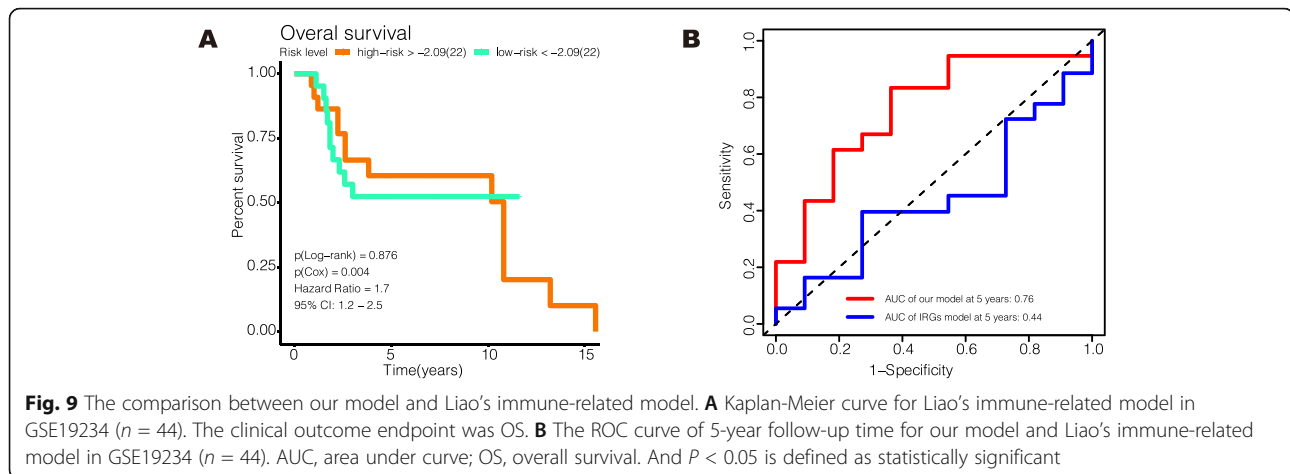 A
Overal survival
Risk level high-risk > -2.09(22) low-risk < -2.09(22)
Percent survival
1.00
0.75
0.50
0.25
0.00
p(Log-rank) = 0.876
p(Cox) = 0.004
Hazard Ratio = 1.7
95% CI: 1.2 - 2.5
0 5 10 15
Time(years)
B
Sensitivity
1.0
0.8
0.6
0.4
0.2
0.0
AUC of our model at 5 years: 0.76
AUC of IRGs model at 5 years: 0.44
0.0 0.2 0.4 0.6 0.8 1.0
1-Specificity
Fig. 9 The comparison between our model and Liao's immune-related model. A Kaplan-Meier curve for Liao's immune-related model in
GSE19234 (n = 44). The clinical outcome endpoint was OS. B The ROC curve of 5-year follow-up time for our model and Liao's immune-related
model in GSE19234 (n = 44). AUC, area under curve; OS, overall survival. And P < 0.05 is defined as statistically significant